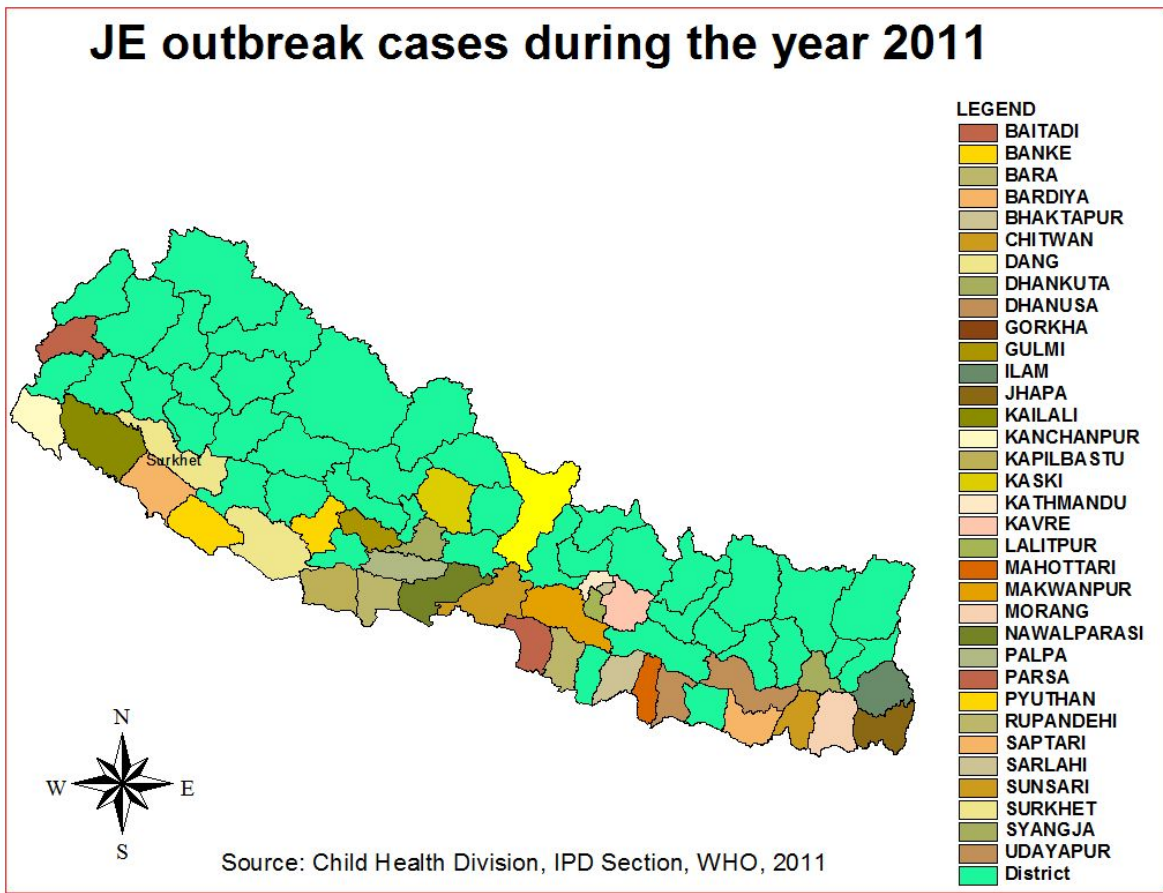 JE outbreak cases during the year 2011
LEGEND
BAITADI
BANKE
BARA
BARDIYA
BHAKTAPUR
CHITWAN
DANG
DHANKUTA
DHANUSA
GORKHA
GULMI
ILAM
JHAPA
KAILALI
KANCHANPUR
KAPILBASTU
KASKI
KATHMANDU
KAVRE
LALITPUR
MAHOTTARI
MAKWANPUR
MORANG
NAWALPARASI
PALPA
PARSA
PYUTHAN
RUPANDEHI
SAPTARI
SARLAHI
SUNSARI
SURKHET
SYANGJA
UDAYAPUR
District
Surkhet
N
W E
S
Source: Child Health Division, IPD Section, WHO, 2011